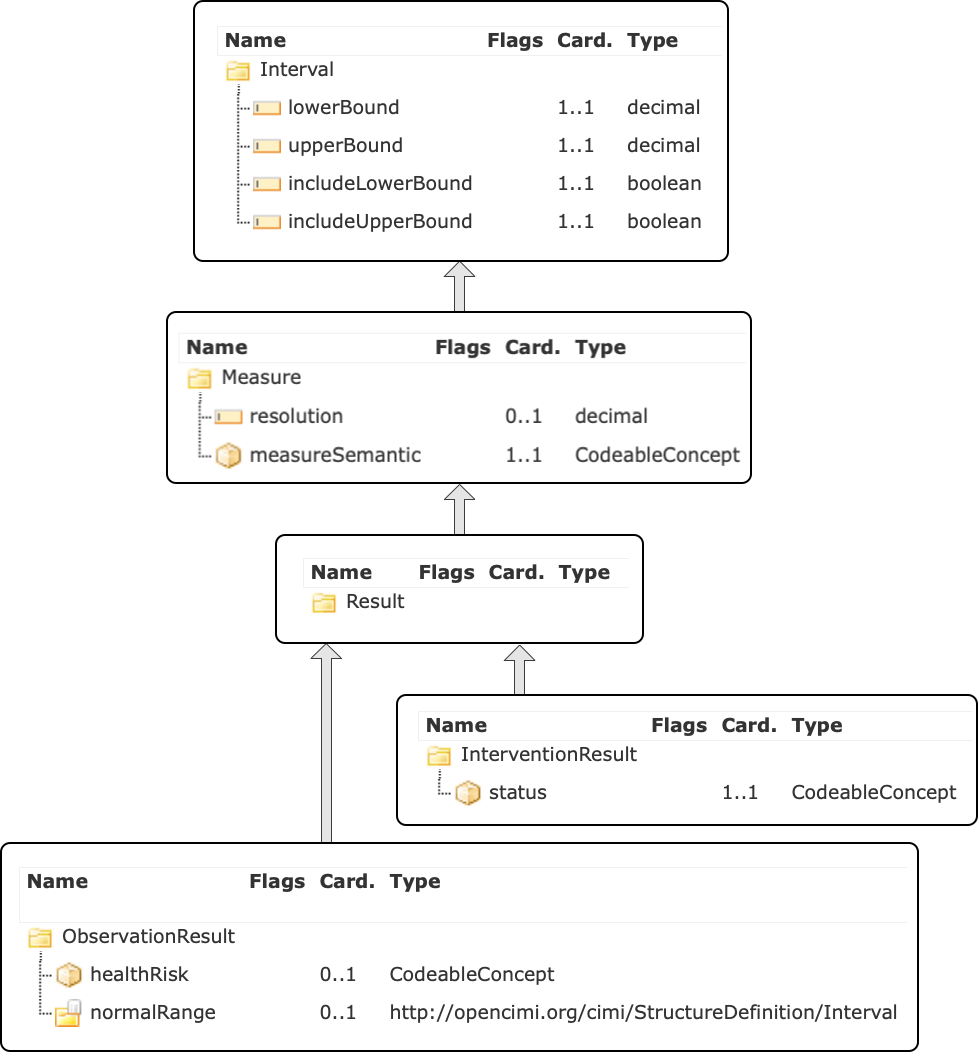 Name Flags Card. Type
Interval
lowerBound 1..1 decimal
upperBound 1..1 decimal
includeLowerBound 1..1 boolean
includeUpperBound 1..1 boolean
Name Flags Card. Type
Measure
resolution 0..1 decimal
measureSemantic 1..1 CodeableConcept
Name Flags Card. Type
Result
Name Flags Card. Type
InterventionResult
status 1..1 CodeableConcept
Name Flags Card. Type
ObservationResult
healthRisk 0..1 CodeableConcept
normalRange 0..1 http://opencimi.org/cimi/StructureDefinition/Interval